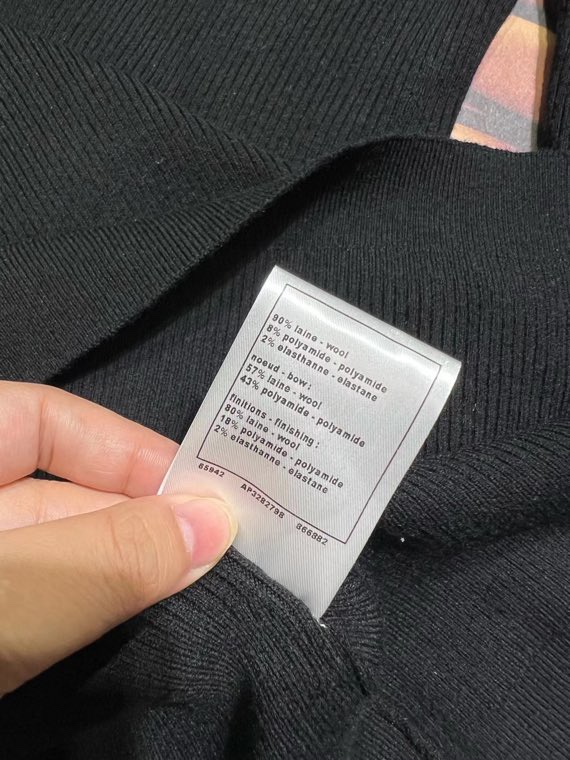 90% laine - wool
8% polyamide - polyamide
2% elasthanne - elastane
noeud - bow :
57% laine - wool
43% polyamide - polyamide
finitions - finishing :
80% laine - wool
18% polyamide - polyamide
2% elasthanne - elastane
65942 AP3282798 866882